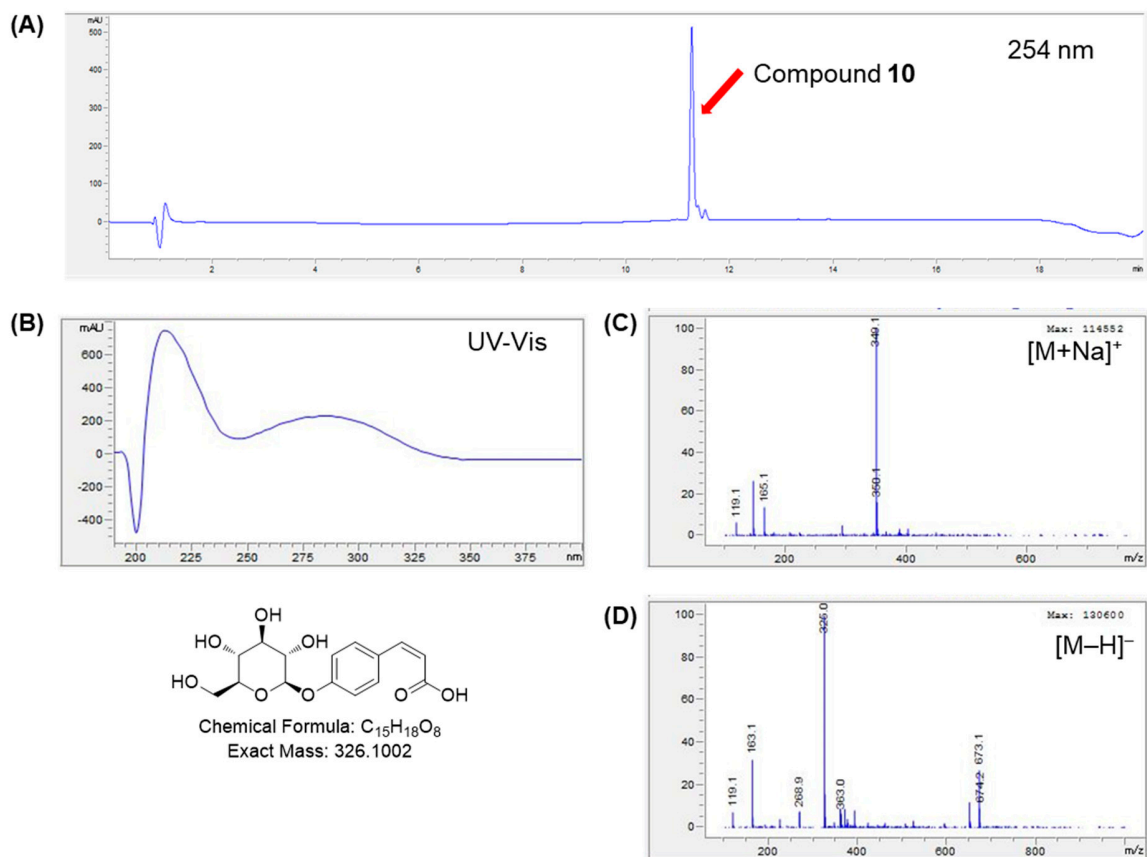 (A)
mAU
500
400
300
200
100
0
254 nm
Compound 10
2
4
6
8
10
12
14
16
18
min
(B)
mAU
600
400
200
0
-200
-400
UV-Vis
200
225
250
275
300
325
350
375
nm
(C)
100
80
60
40
20
0
Max: 114552
[M+Na]⁺
349.1
350.1
165.1
119.1
200
400
600
m/z
OH
HO
OH
HO
HO
O
O
O
OH
Chemical Formula: C₁₅H₁₈O₈
Exact Mass: 326.1002
(D)
100
80
60
40
20
0
Max: 130600
[M–H]⁻
119.1
163.1
268.9
363.0
673.1
674.2
200
400
600
800
m/z